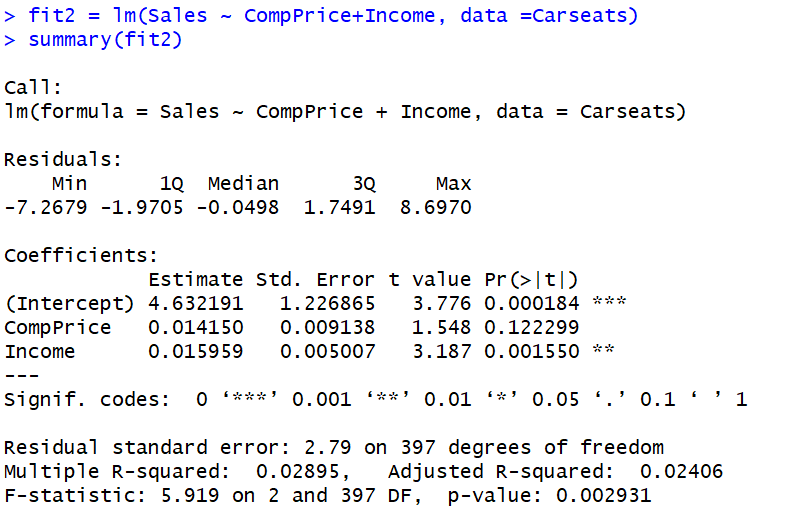 > fit2 = lm(Sales ~ CompPrice+Income, data =Carseats)
> summary(fit2)
Call:
lm(formula = Sales ~ CompPrice + Income, data = Carseats)
Residuals:
    Min      1Q  Median      3Q     Max
-7.2679 -1.9705 -0.0498  1.7491  8.6970
Coefficients:
            Estimate Std. Error t value Pr(>|t|)
(Intercept) 4.632191   1.226865   3.776 0.000184 ***
CompPrice   0.014150   0.009138   1.548 0.122299
Income      0.015959   0.005007   3.187 0.001550 **
---
Signif. codes:  0 ‘***’ 0.001 ‘**’ 0.01 ‘*’ 0.05 ‘.’ 0.1 ‘ ’ 1
Residual standard error: 2.79 on 397 degrees of freedom
Multiple R-squared:  0.02895,   Adjusted R-squared:  0.02406
F-statistic: 5.919 on 2 and 397 DF,  p-value: 0.002931